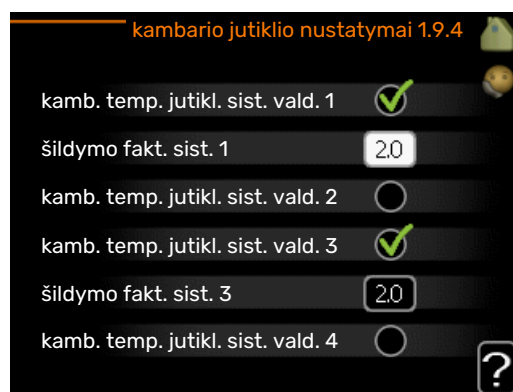 kambario jutiklio nustatymai 1.9.4
kamb. temp. jutikl. sist. vald. 1
šildymo fakt. sist. 1 2.0
kamb. temp. jutikl. sist. vald. 2
kamb. temp. jutikl. sist. vald. 3
šildymo fakt. sist. 3 2.0
kamb. temp. jutikl. sist. vald. 4
?